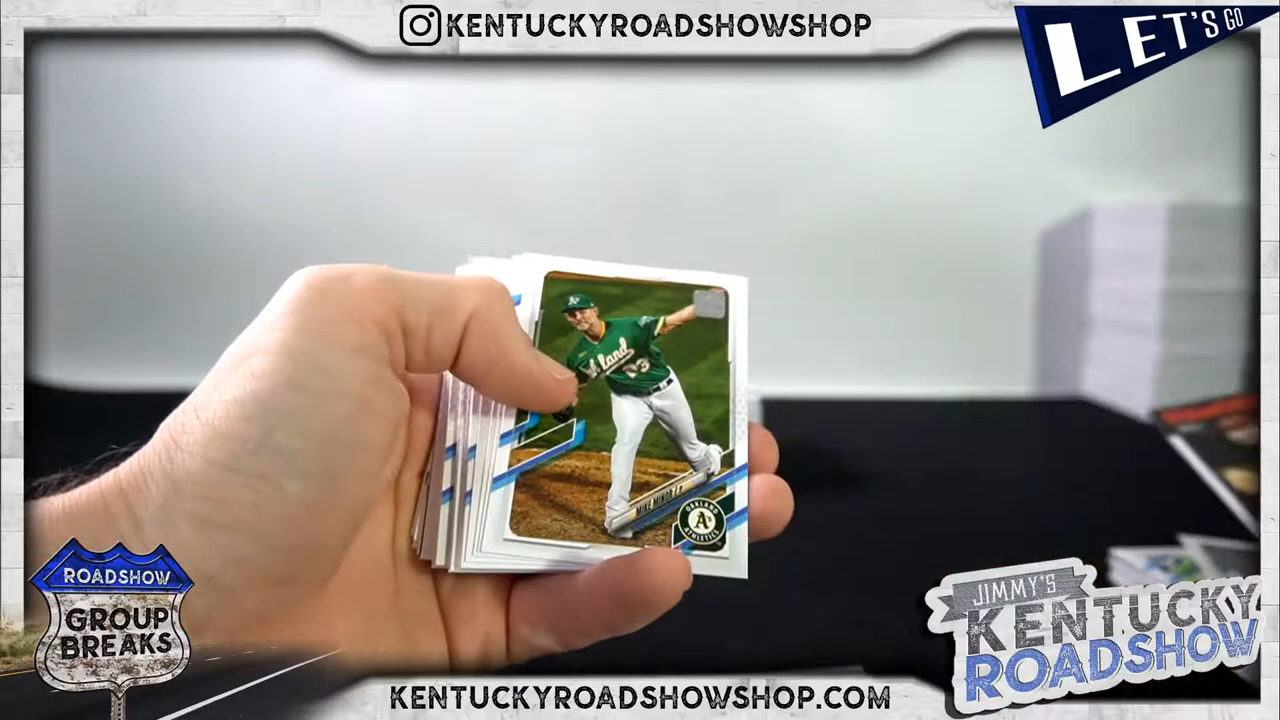 KENTUCKYROADSHOWSHOP
LET'S GO
Oakland
MIKE MINOR
OAKLAND
A's
ATHLETICS
ROADSHOW
GROUP
BREAKS
JIMMY'S
KENTUCKY
ROADSHOW
KENTUCKYROADSHOWSHOP.COM